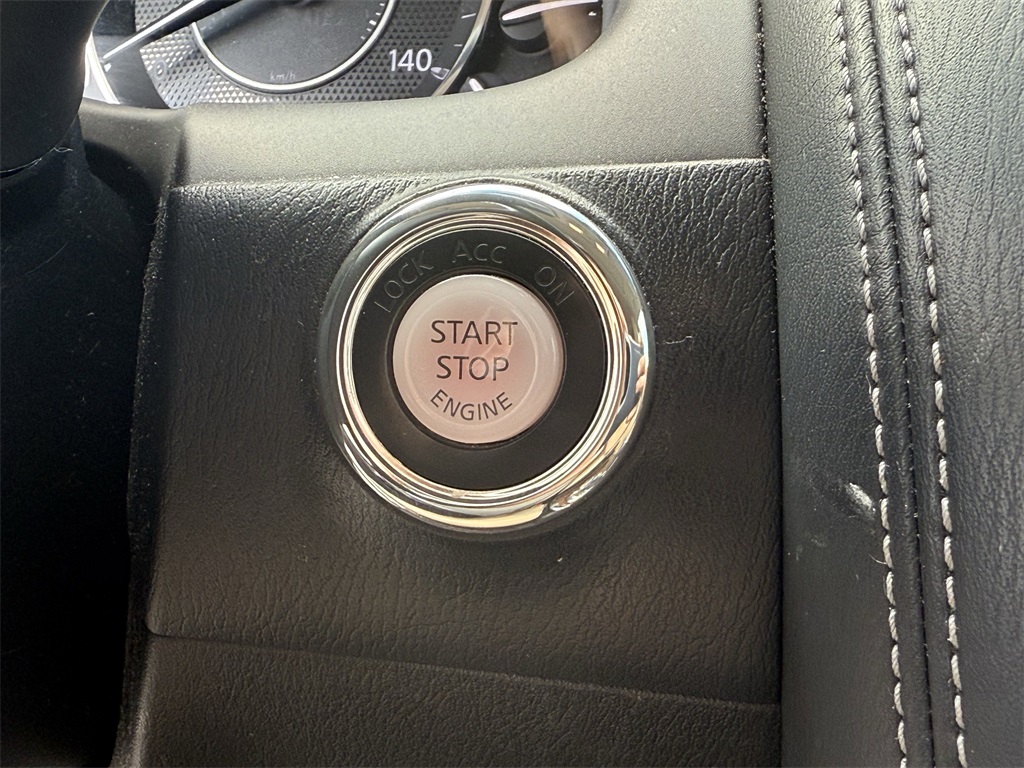 140
km/h
LOCK ACC ON
START
STOP
ENGINE